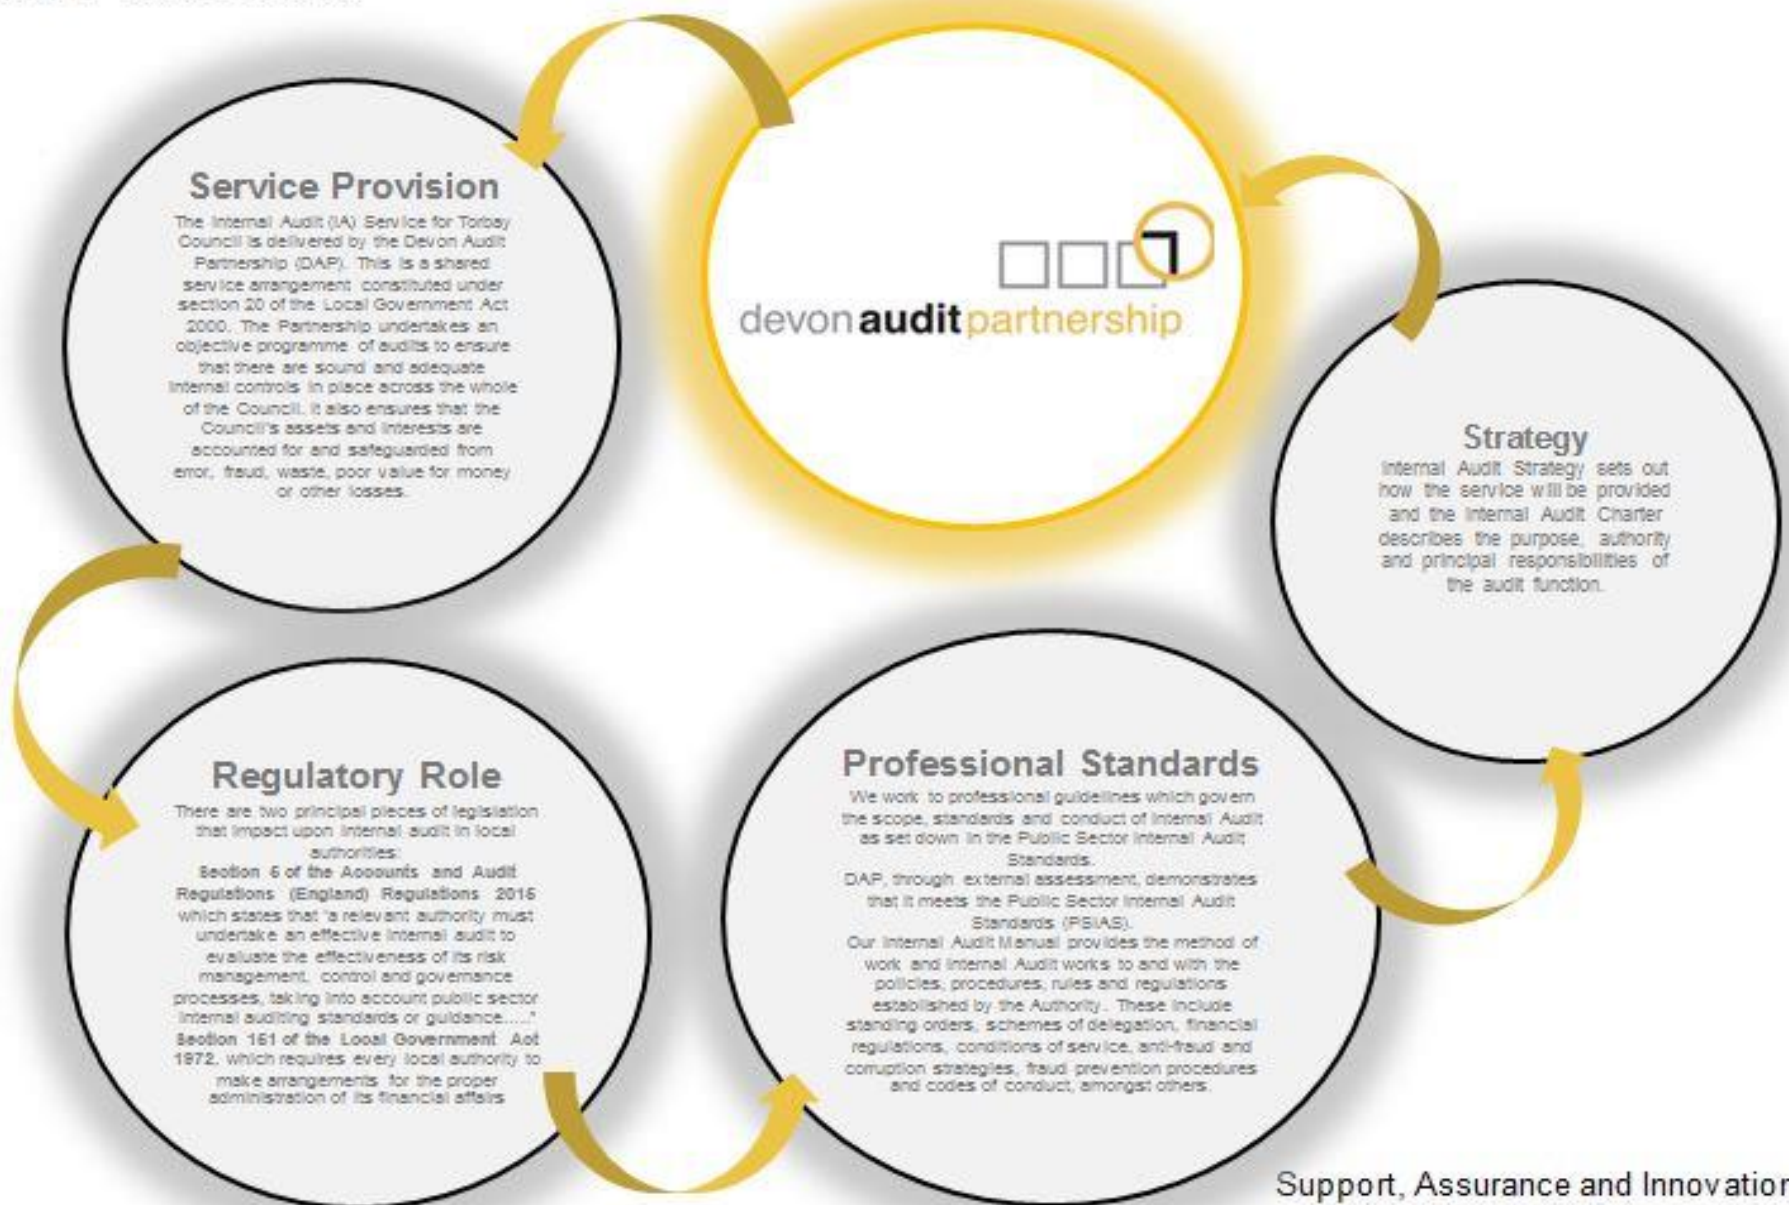 devonauditpartnership
Service Provision
The Internal Audit (IA) Service for Torbay
Council is delivered by the Devon Audit
Partnership (DAP). This is a shared
service arrangement constituted under
section 20 of the Local Government Act
2000. The Partnership undertakes an
objective programme of audits to ensure
that there are sound and adequate
internal controls in place across the whole
of the Council. It also ensures that the
Council's assets and interests are
accounted for and safeguarded from
error, fraud, waste, poor value for money
or other losses.
Regulatory Role
There are two principal pieces of legislation
that impact upon internal audit in local
authorities:
Section 5 of the Accounts and Audit
Regulations (England) Regulations 2015
which states that 'a relevant authority must
undertake an effective internal audit to
evaluate the effectiveness of its risk
management, control and governance
processes, taking into account public sector
internal auditing standards or guidance.....”
Section 151 of the Local Government Act
1972, which requires every local authority to
make arrangements for the proper
administration of its financial affairs
Professional Standards
We work to professional guidelines which govern
the scope, standards and conduct of Internal Audit
as set down in the Public Sector Internal Audit
Standards.
DAP, through external assessment, demonstrates
that it meets the Public Sector Internal Audit
Standards (PSIAS).
Our Internal Audit Manual provides the method of
work and Internal Audit works to and with the
policies, procedures, rules and regulations
established by the Authority. These include
standing orders, schemes of delegation, financial
regulations, conditions of service, anti-fraud and
corruption strategies, fraud prevention procedures
and codes of conduct, amongst others.
Strategy
Internal Audit Strategy sets out
how the service will be provided
and the Internal Audit Charter
describes the purpose, authority
and principal responsibilities of
the audit function.
Support, Assurance and Innovation